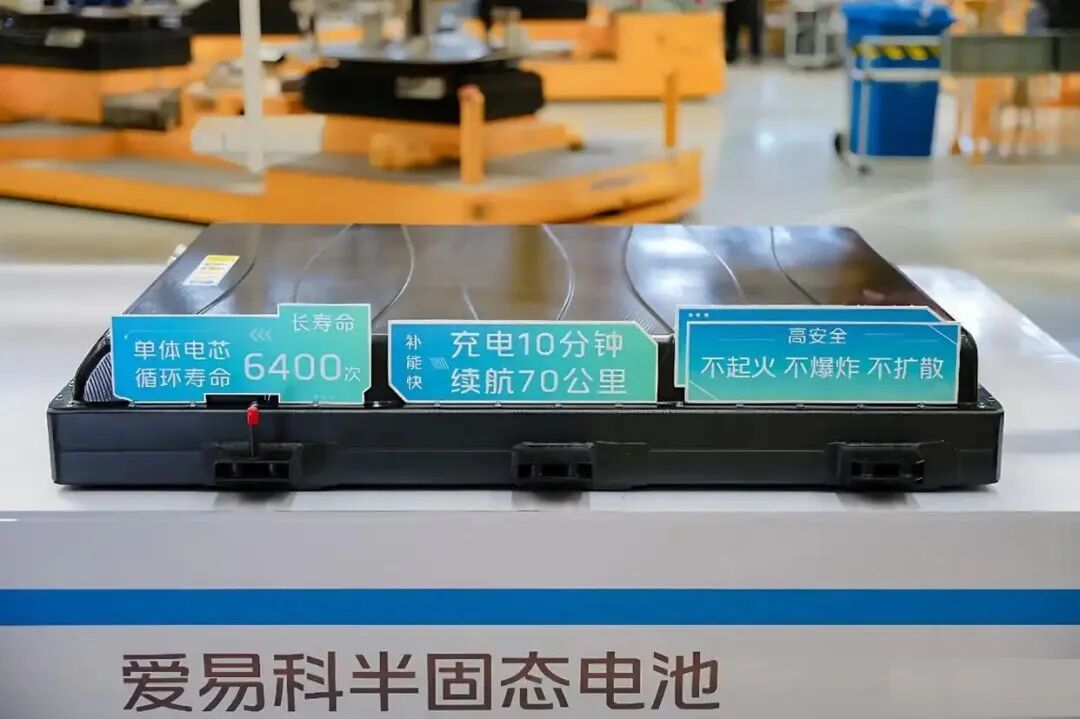 长寿命
单体电芯
循环寿命 6400次
补能快
充电10分钟
续航70公里
高安全
不起火 不爆炸 不扩散
爱易科半固态电池